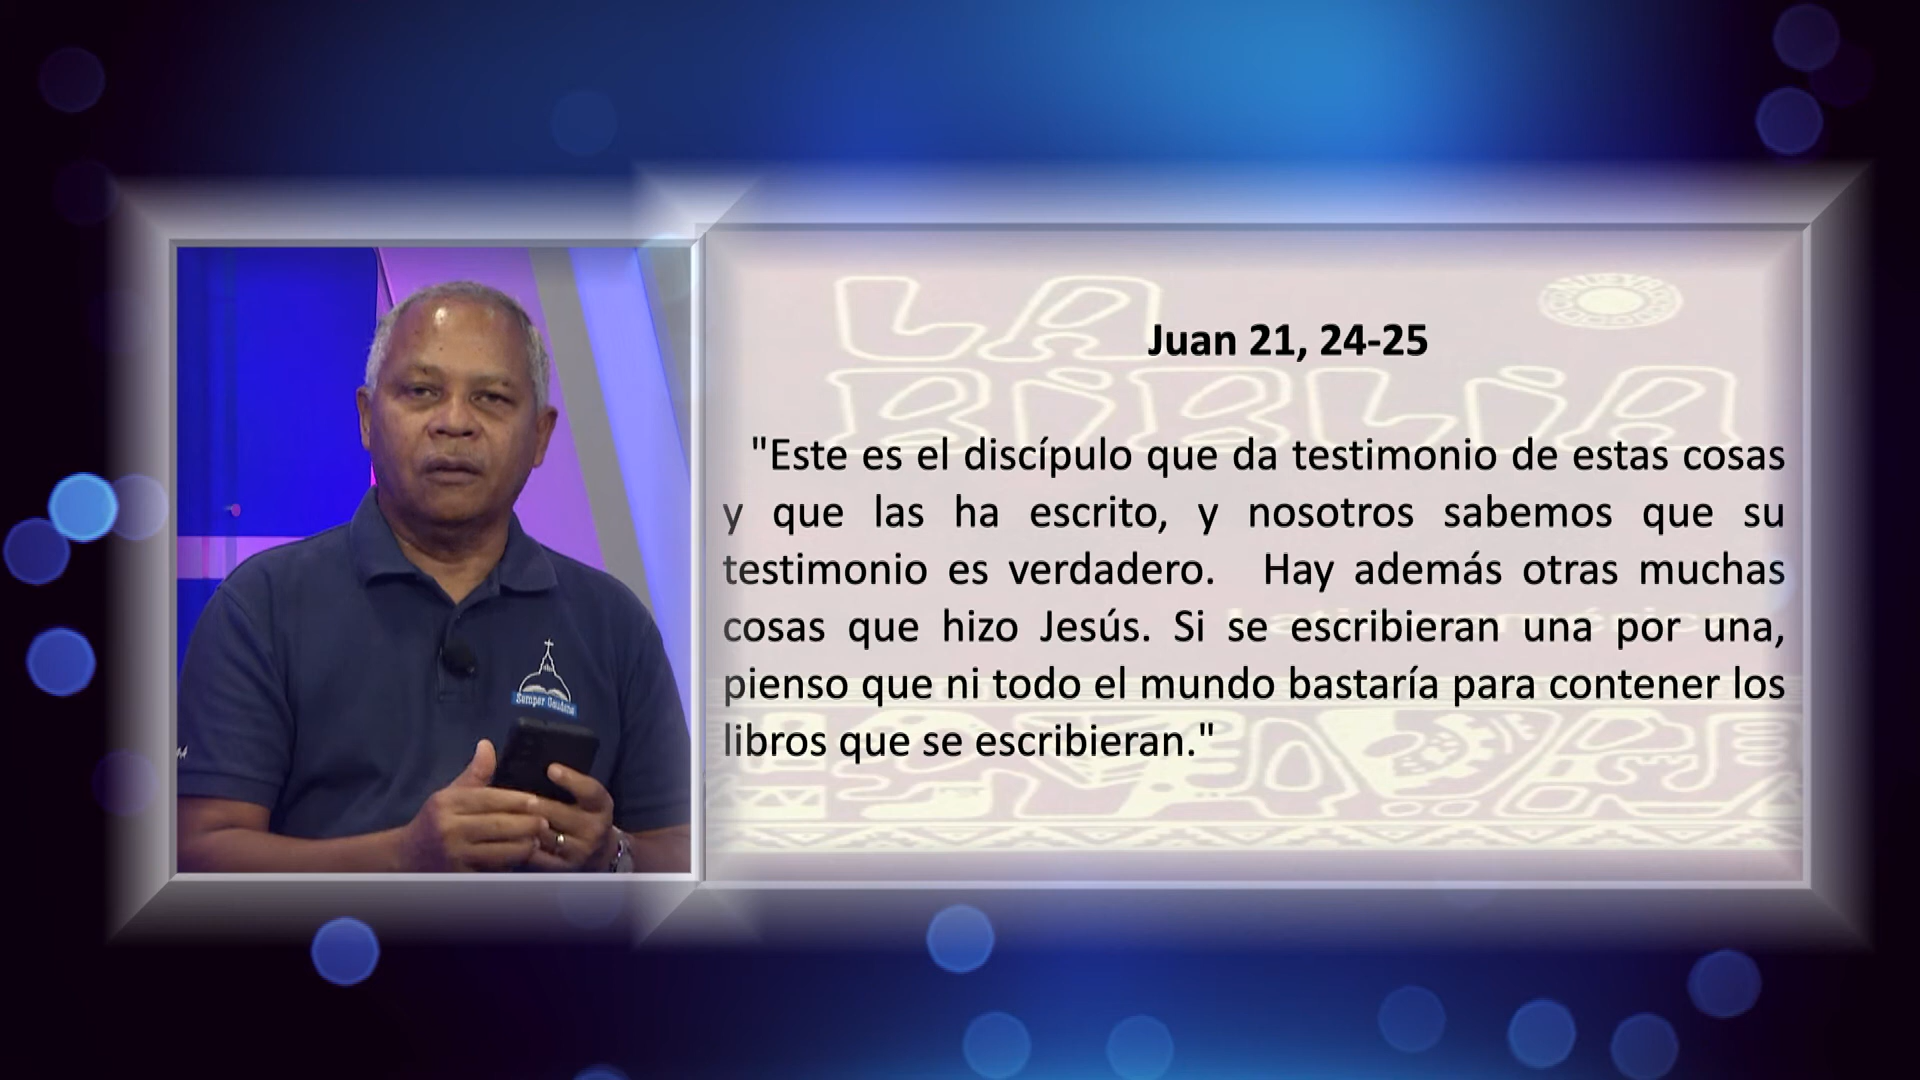 LA
BIBLIA
Juan 21, 24-25
"Este es el discípulo que da testimonio de estas cosas
y que las ha escrito, y nosotros sabemos que su
testimonio es verdadero. Hay además otras muchas
cosas que hizo Jesús. Si se escribieran una por una,
pienso que ni todo el mundo bastaría para contener los
libros que se escribieran."
Semper Gaudens